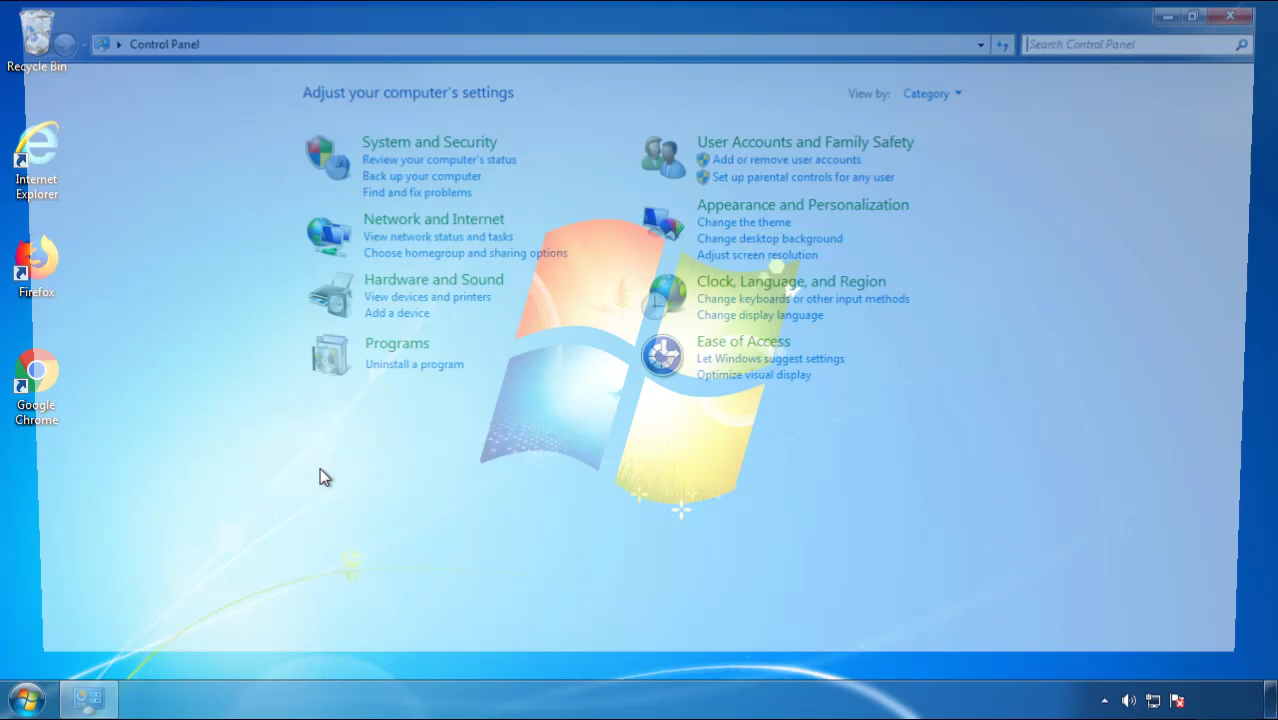 Recycle Bin
Internet
Explorer
Firefox
Google
Chrome
Control Panel
Search Control Panel
Adjust your computer's settings
View by: Category
System and Security
Review your computer's status
Back up your computer
Find and fix problems
Network and Internet
View network status and tasks
Choose homegroup and sharing options
Hardware and Sound
View devices and printers
Add a device
Programs
Uninstall a program
User Accounts and Family Safety
Add or remove user accounts
Set up parental controls for any user
Appearance and Personalization
Change the theme
Change desktop background
Adjust screen resolution
Clock, Language, and Region
Change keyboards or other input methods
Change display language
Ease of Access
Let Windows suggest settings
Optimize visual display